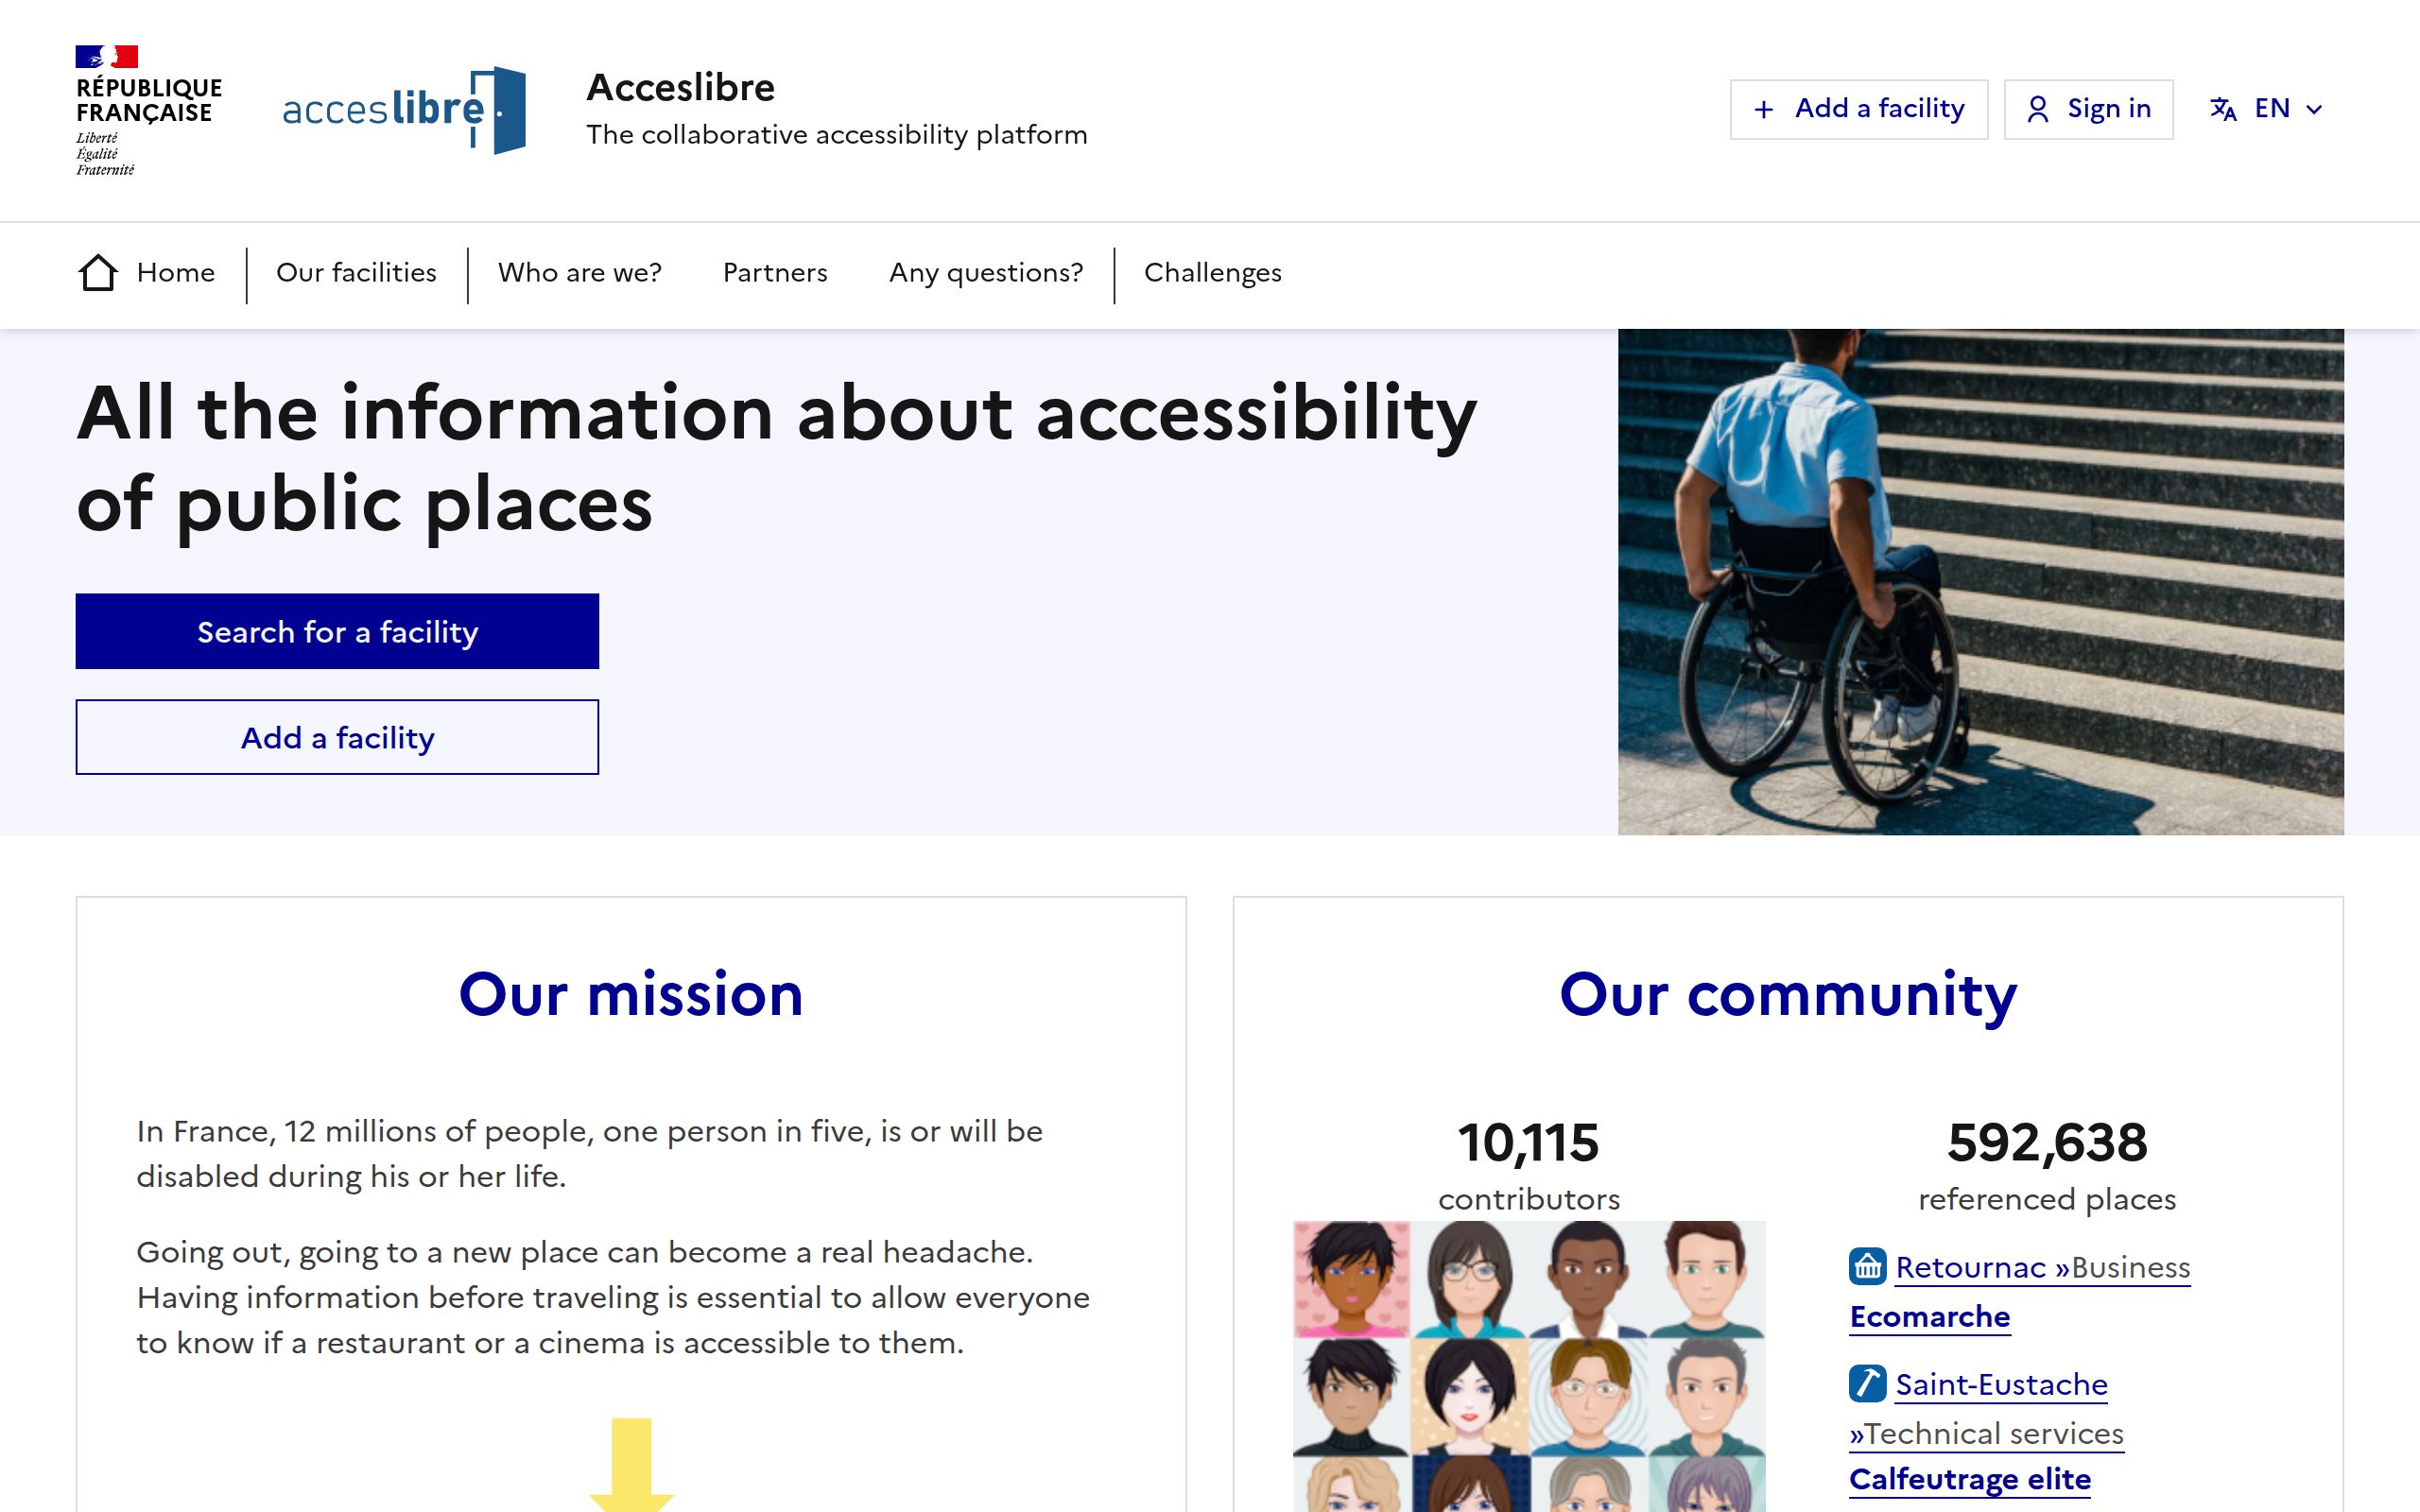 RÉPUBLIQUE
FRANÇAISE
Liberté
Égalité
Fraternité
acceslibre
Acceslibre
The collaborative accessibility platform
Add a facility
Sign in
EN
Home
Our facilities
Who are we?
Partners
Any questions?
Challenges
All the information about accessibility
of public places
Search for a facility
Add a facility
Our mission
In France, 12 millions of people, one person in five, is or will be
disabled during his or her life.
Going out, going to a new place can become a real headache.
Having information before traveling is essential to allow everyone
to know if a restaurant or a cinema is accessible to them.
Our community
10,115
contributors
592,638
referenced places
Retournac »Business
Ecomarche
Saint-Eustache
»Technical services
Calfeutrage elite